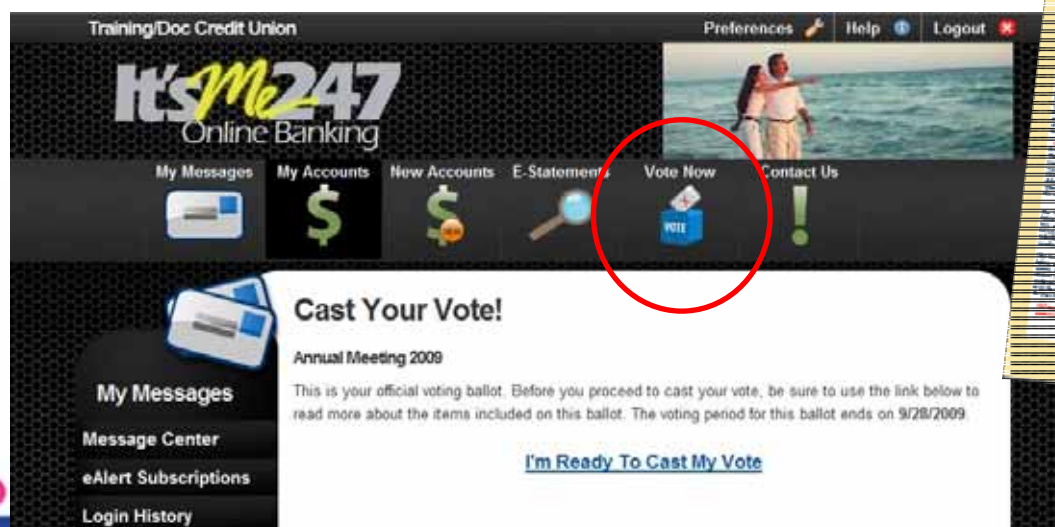 Training/Doc Credit Union Preferences Help Logout
It'sMe247
Online Banking
My Messages My Accounts New Accounts E-Statements Vote Now Contact Us
NEW
VOTE
Cast Your Vote!
Annual Meeting 2009
My Messages
This is your official voting ballot. Before you proceed to cast your vote, be sure to use the link below to
read more about the items included on this ballot. The voting period for this ballot ends on 9/28/2009.
Message Center
I'm Ready To Cast My Vote
eAlert Subscriptions
Login History